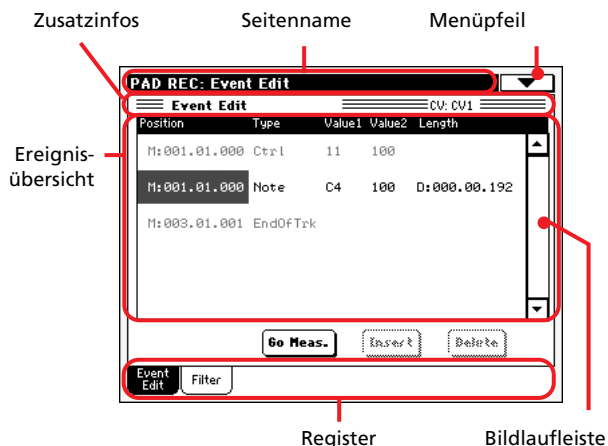 Zusatzinfos Seitenname Menüpfeil
PAD REC: Event Edit
Event Edit CV: CV1
Position Type Value1 Value2 Length
M:001.01.000 Ctrl 11 100
Ereignis-
übersicht
M:001.01.000 Note C4 100 D:000.00.192
M:003.01.001 EndOfTrk
Go Meas. Insert Delete
Event
Edit
Filter
Register Bildlaufleiste